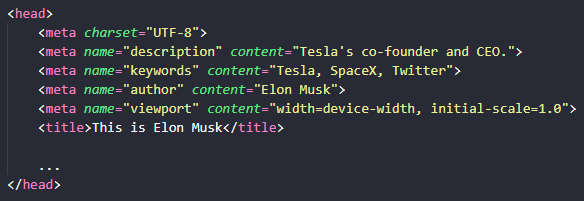 <head>
<meta charset="UTF-8">
<meta name="description" content="Tesla's co-founder and CEO.">
<meta name="keywords" content="Tesla, SpaceX, Twitter">
<meta name="author" content="Elon Musk">
<meta name="viewport" content="width=device-width, initial-scale=1.0">
<title>This is Elon Musk</title>
...
</head>